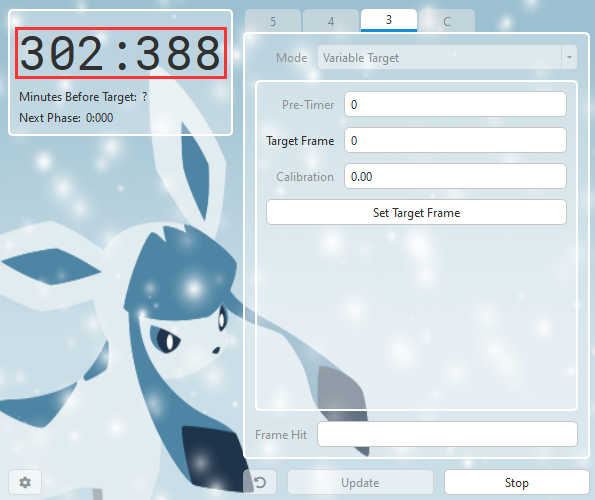 302:388
Minutes Before Target: ?
Next Phase: 0:000
5 4 3 C
Mode Variable Target
Pre-Timer 0
Target Frame 0
Calibration 0.00
Set Target Frame
Frame Hit
Update Stop